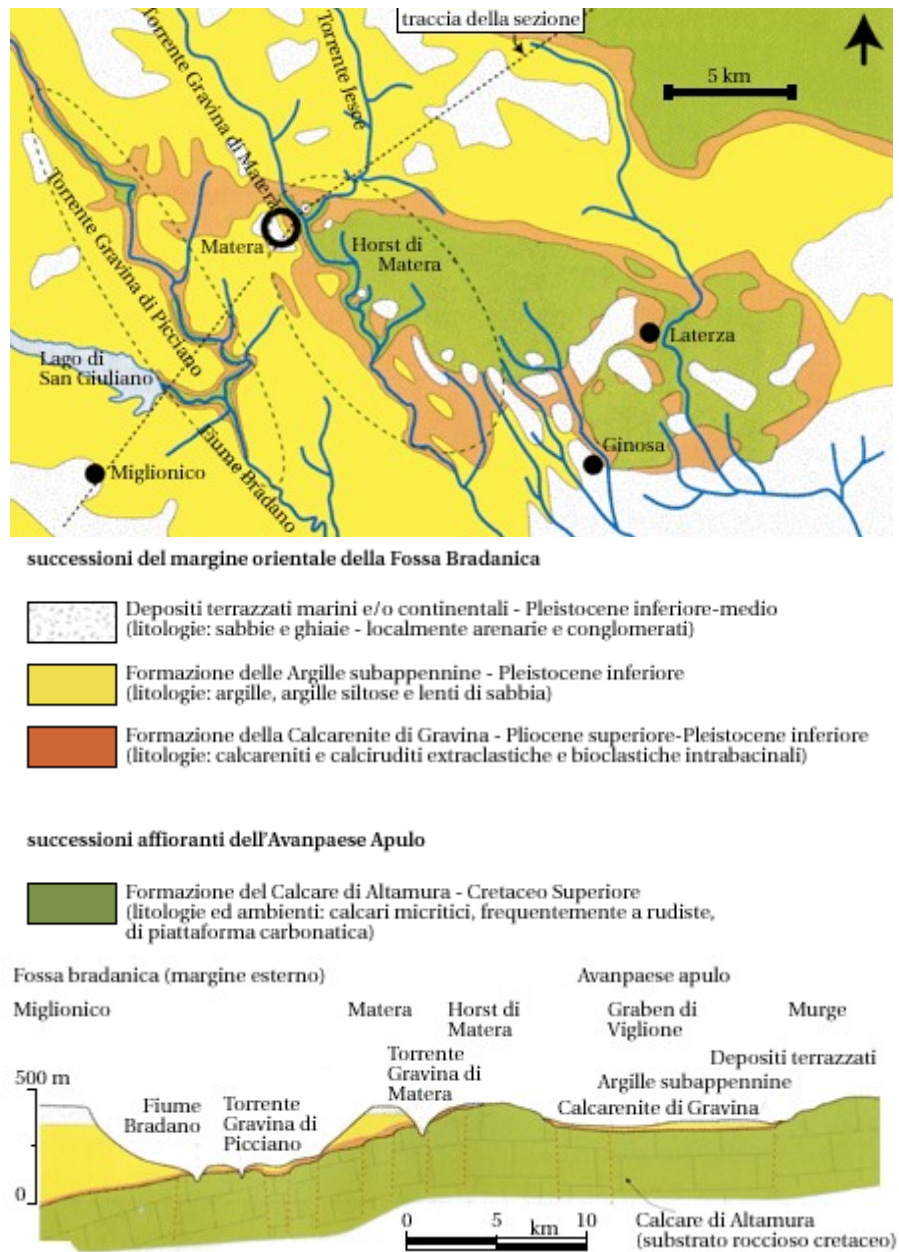 traccia della sezione
5 km
Torrente Gravina di Matera
Torrente Jesce
Torrente Gravina di Picciano
Matera
Horst di
Matera
Laterza
Lago di
San Giuliano
Fiume Bradano
Miglionico
Ginosa
successioni del margine orientale della Fossa Bradanica
Depositi terrazzati marini e/o continentali - Pleistocene inferiore-medio
(litologie: sabbie e ghiaie - localmente arenarie e conglomerati)
Formazione delle Argille subappennine - Pleistocene inferiore
(litologie: argille, argille siltose e lenti di sabbia)
Formazione della Calcarenite di Gravina - Pliocene superiore-Pleistocene inferiore
(litologie: calcareniti e calciruditi extraclastiche e bioclastiche intrabacinali)
successioni affioranti dell'Avanpaese Apulo
Formazione del Calcare di Altamura - Cretaceo Superiore
(litologie ed ambienti: calcari micritici, frequentemente a rudiste,
di piattaforma carbonatica)
Fossa bradanica (margine esterno)
Avanpaese apulo
Miglionico
Matera
Horst di
Matera
Graben di
Viglione
Murge
Torrente
Gravina di
Matera
Depositi terrazzati
Argille subappennine
Calcarenite di Gravina
500 m
Fiume
Bradano
Torrente
Gravina di
Picciano
0
0 5 10
km
Calcare di Altamura
(substrato roccioso cretaceo)